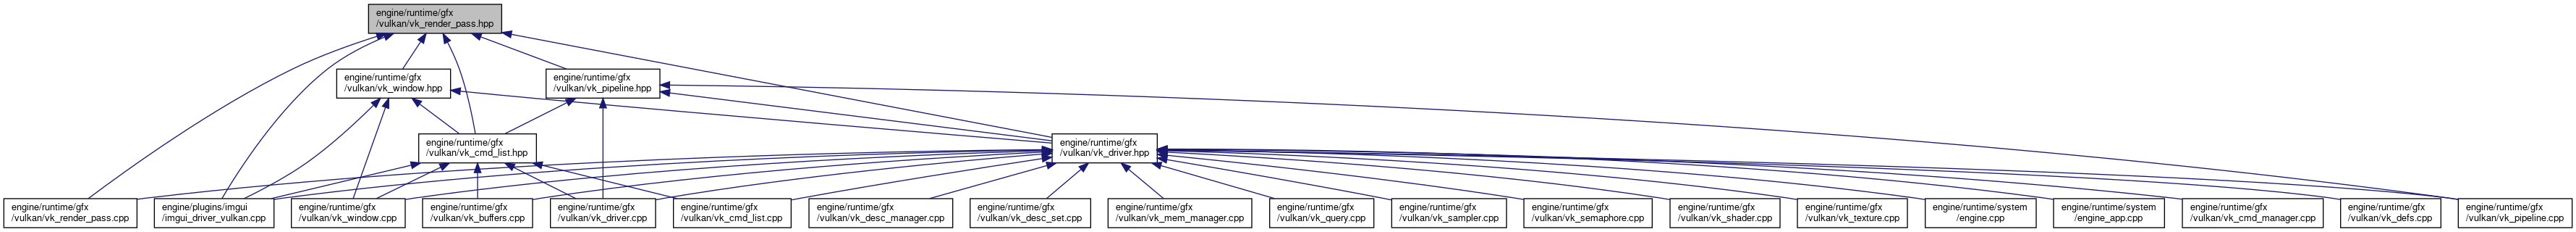 engine/runtime/gfx
/vulkan/vk_render_pass.hpp
engine/runtime/gfx
/vulkan/vk_window.hpp
engine/runtime/gfx
/vulkan/vk_pipeline.hpp
engine/runtime/gfx
/vulkan/vk_cmd_list.hpp
engine/runtime/gfx
/vulkan/vk_driver.hpp
engine/runtime/gfx
/vulkan/vk_render_pass.cpp
engine/plugins/imgui
/imgui_driver_vulkan.cpp
engine/runtime/gfx
/vulkan/vk_window.cpp
engine/runtime/gfx
/vulkan/vk_buffers.cpp
engine/runtime/gfx
/vulkan/vk_driver.cpp
engine/runtime/gfx
/vulkan/vk_cmd_list.cpp
engine/runtime/gfx
/vulkan/vk_desc_manager.cpp
engine/runtime/gfx
/vulkan/vk_desc_set.cpp
engine/runtime/gfx
/vulkan/vk_mem_manager.cpp
engine/runtime/gfx
/vulkan/vk_query.cpp
engine/runtime/gfx
/vulkan/vk_sampler.cpp
engine/runtime/gfx
/vulkan/vk_semaphore.cpp
engine/runtime/gfx
/vulkan/vk_shader.cpp
engine/runtime/gfx
/vulkan/vk_texture.cpp
engine/runtime/system
/engine.cpp
engine/runtime/system
/engine_app.cpp
engine/runtime/gfx
/vulkan/vk_cmd_manager.cpp
engine/runtime/gfx
/vulkan/vk_defs.cpp
engine/runtime/gfx
/vulkan/vk_pipeline.cpp